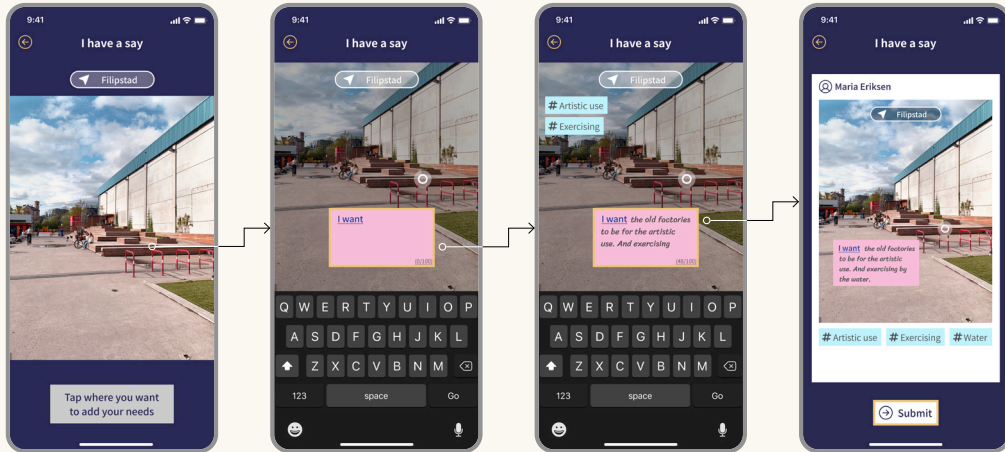 9:41
I have a say
Filipstad
Tap where you want
to add your needs
9:41
I have a say
Filipstad
I want
(0/100)
Q W E R T Y U I O P
A S D F G H J K L
Z X C V B N M
123 space Go
9:41
I have a say
Filipstad
# Artistic use
# Exercising
I want the old factories
to be for the artistic
use. And exercising
(48/100)
Q W E R T Y U I O P
A S D F G H J K L
Z X C V B N M
123 space Go
9:41
I have a say
Maria Eriksen
Filipstad
I want the old factories
to be for the artistic
use. And exercising by
the water.
# Artistic use # Exercising # Water
Submit